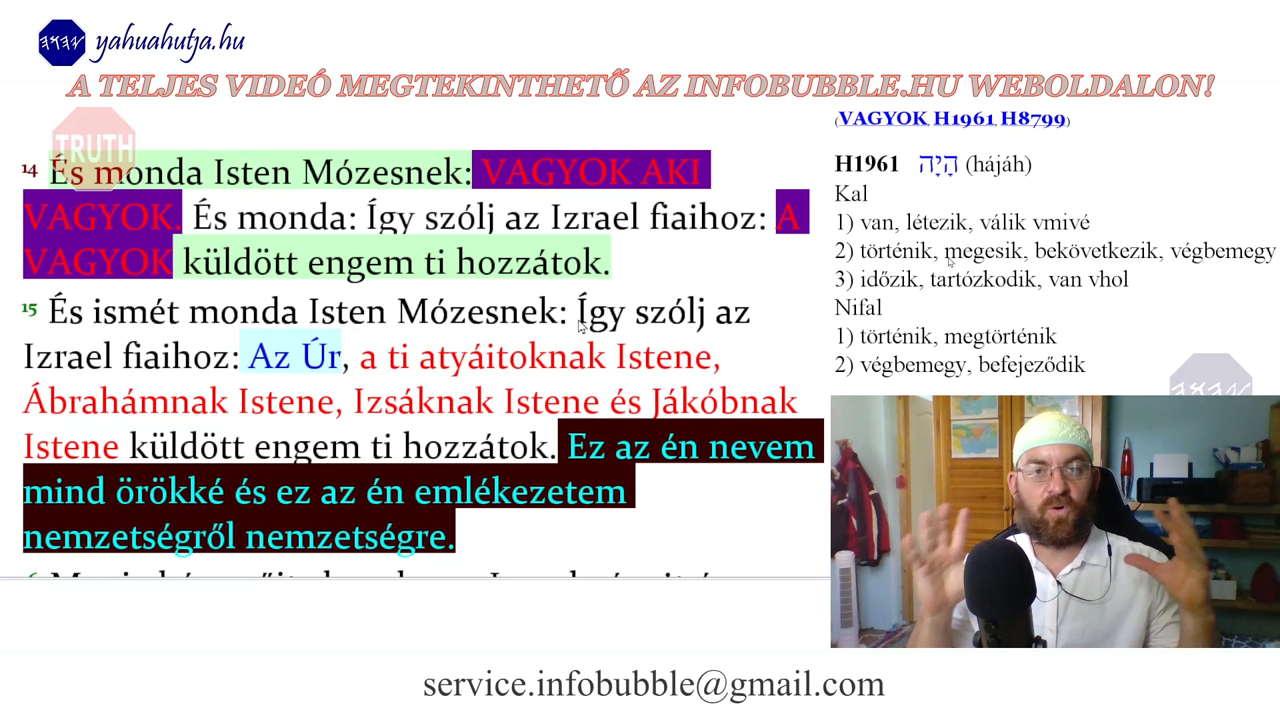 yahuahutja.hu
A TELJES VIDEÓ MEGTEKINTHETŐ AZ INFOBUBBLE.HU WEBOLDALON!
TRUTH
14 És monda Isten Mózesnek: VAGYOK AKI
VAGYOK. És monda: Így szólj az Izrael fiaihoz: A
VAGYOK küldött engem ti hozzátok.
15 És ismét monda Isten Mózesnek: Így szólj az
Izrael fiaihoz: Az Úr, a ti atyáitoknak Istene,
Ábrahámnak Istene, Izsáknak Istene és Jákóbnak
Istene küldött engem ti hozzátok. Ez az én nevem
mind örökké és ez az én emlékezetem
nemzetségről nemzetségre.
(VAGYOK H1961 H8799)
H1961 הָיָה (hájáh)
Kal
1) van, létezik, válik vmivé
2) történik, megesik, bekövetkezik, végbemegy
3) időzik, tartózkodik, van vhol
Nifal
1) történik, megtörténik
2) végbemegy, befejeződik
service.infobubble@gmail.com